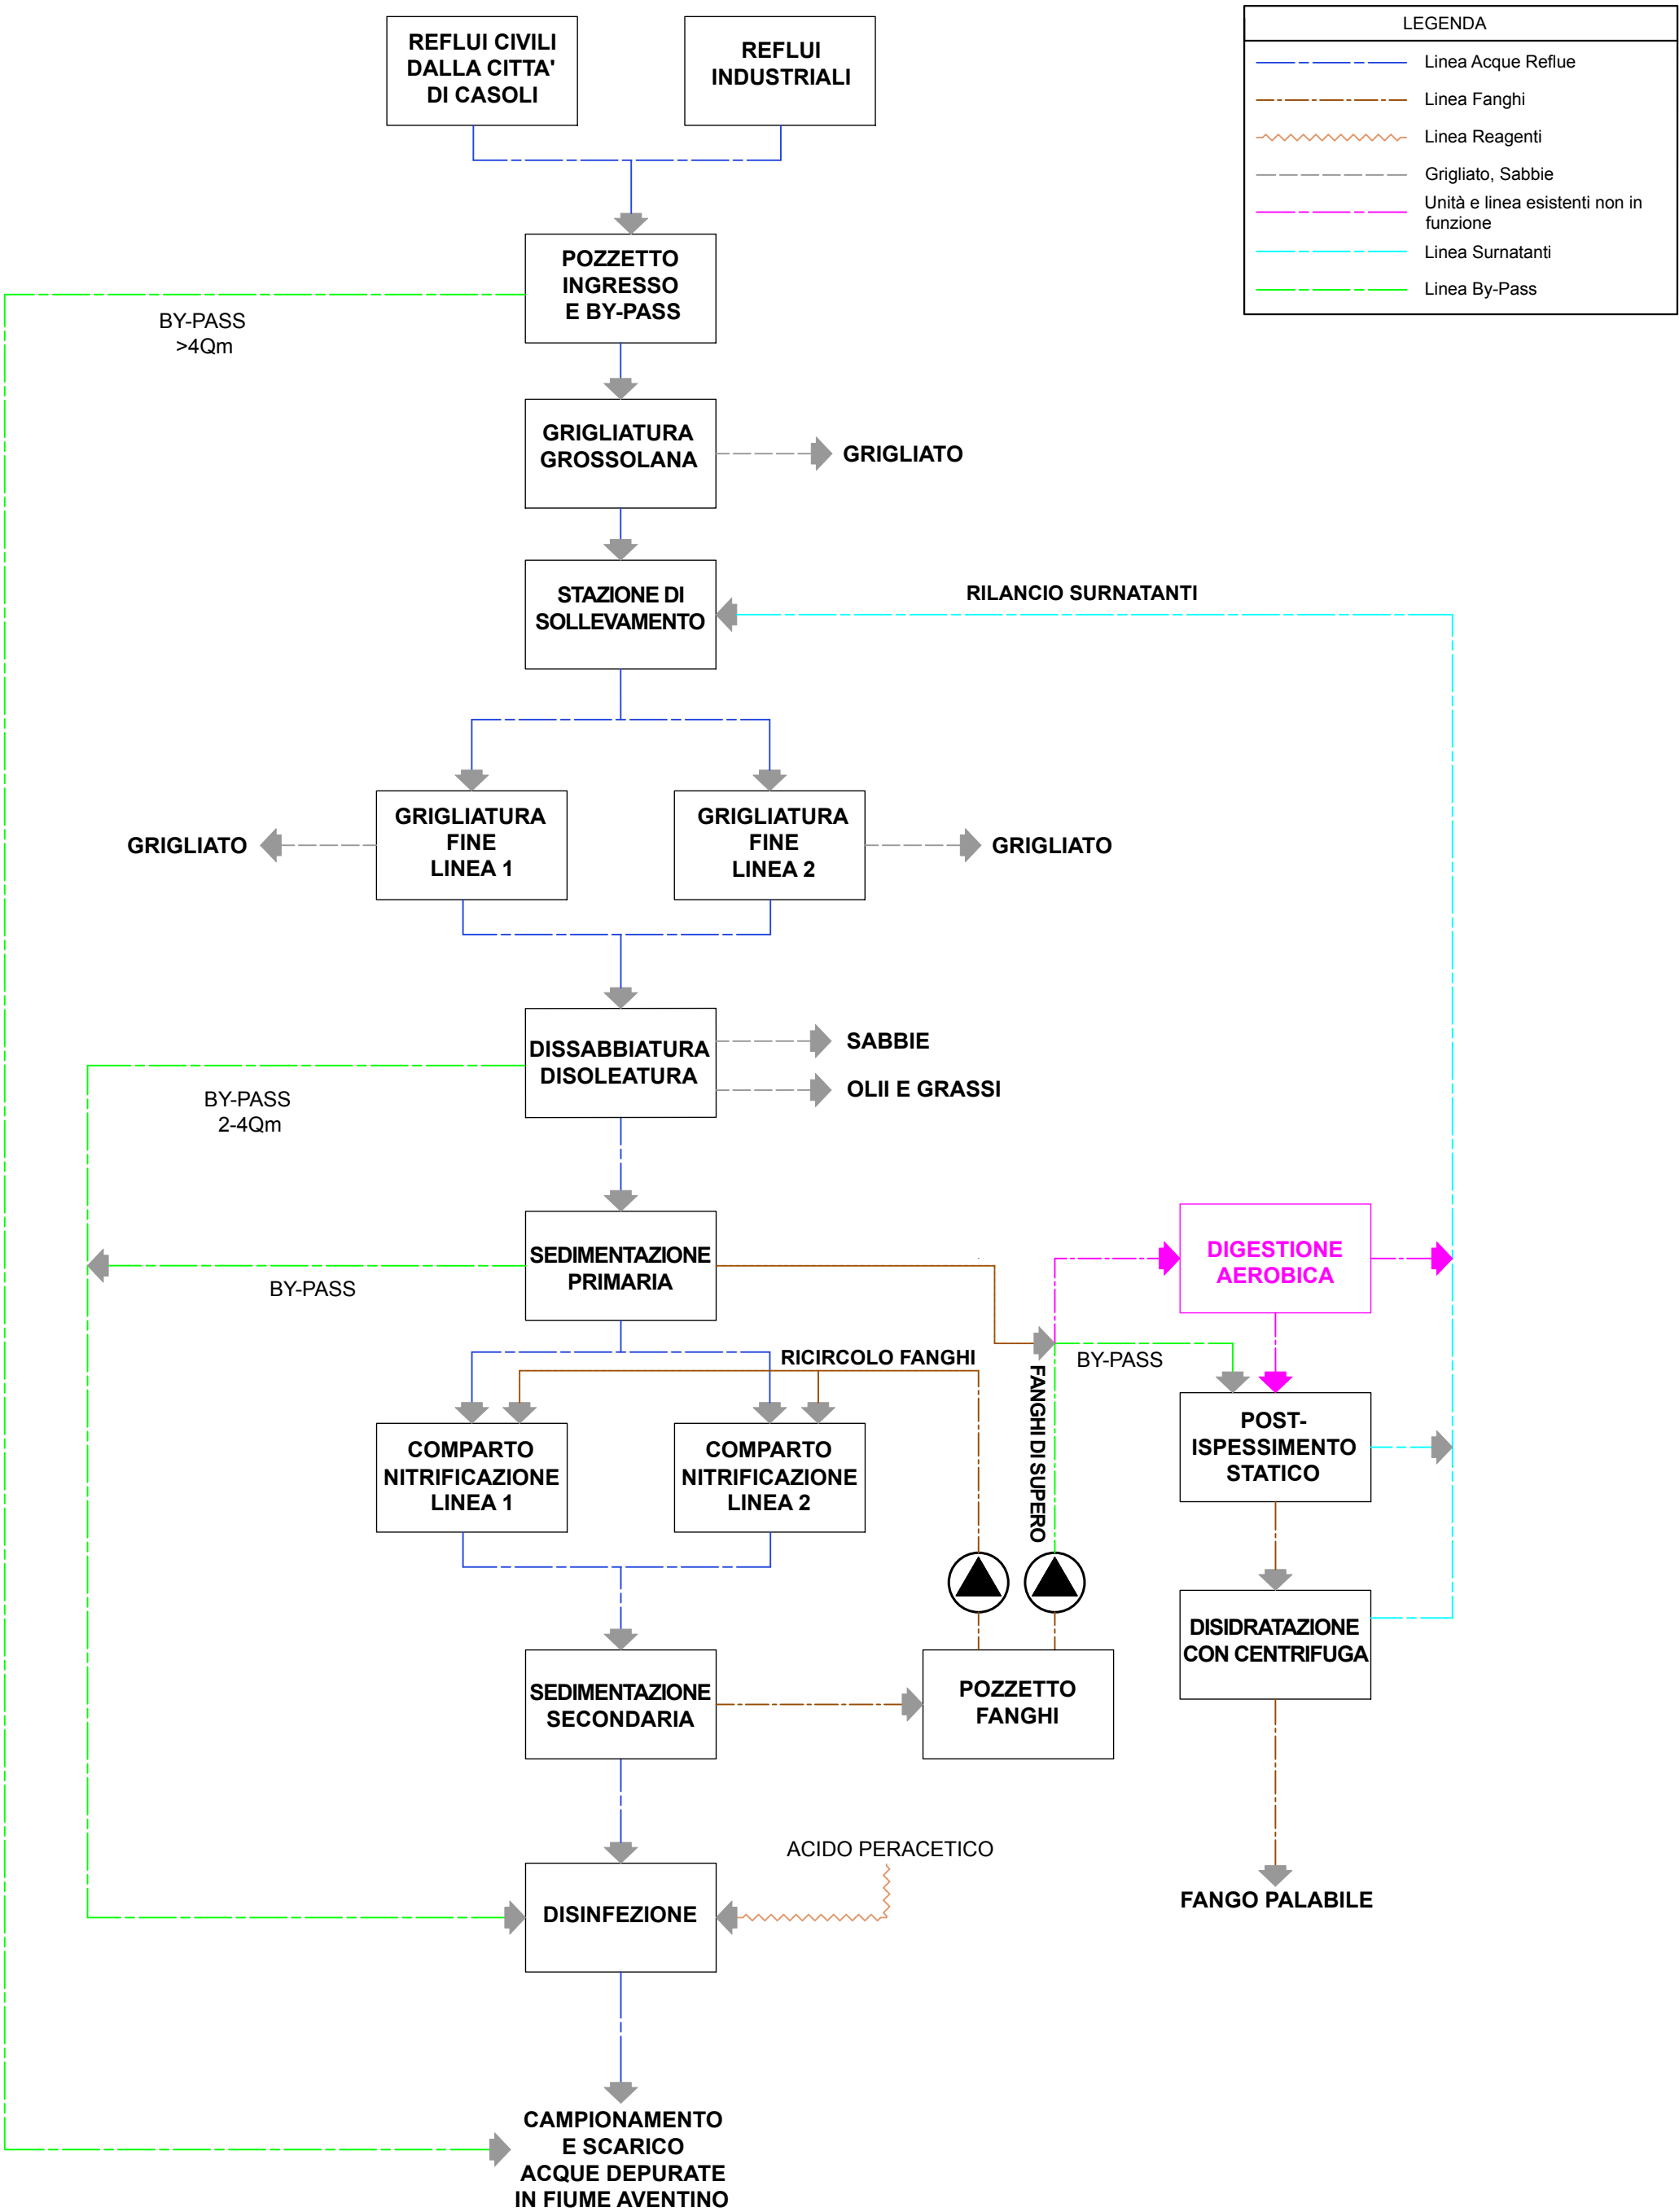 REFLUI CIVILI
DALLA CITTA'
DI CASOLI
REFLUI
INDUSTRIALI
LEGENDA
Linea Acque Reflue
Linea Fanghi
Linea Reagenti
Grigliato, Sabbie
Unità e linea esistenti non in
funzione
Linea Surnatanti
Linea By-Pass
POZZETTO
INGRESSO
E BY-PASS
BY-PASS
>4Qm
GRIGLIATURA
GROSSOLANA
GRIGLIATO
STAZIONE DI
SOLLEVAMENTO
RILANCIO SURNATANTI
GRIGLIATO
GRIGLIATURA
FINE
LINEA 1
GRIGLIATURA
FINE
LINEA 2
GRIGLIATO
DISSABBIATURA
DISOLEATURA
SABBIE
OLII E GRASSI
BY-PASS
2-4Qm
SEDIMENTAZIONE
PRIMARIA
BY-PASS
DIGESTIONE
AEROBICA
BY-PASS
RICIRCOLO FANGHI
FANGHI DI SUPERO
COMPARTO
NITRIFICAZIONE
LINEA 1
COMPARTO
NITRIFICAZIONE
LINEA 2
POST-
ISPESSIMENTO
STATICO
DISIDRATAZIONE
CON CENTRIFUGA
SEDIMENTAZIONE
SECONDARIA
POZZETTO
FANGHI
ACIDO PERACETICO
DISINFEZIONE
FANGO PALABILE
CAMPIONAMENTO
E SCARICO
ACQUE DEPURATE
IN FIUME AVENTINO